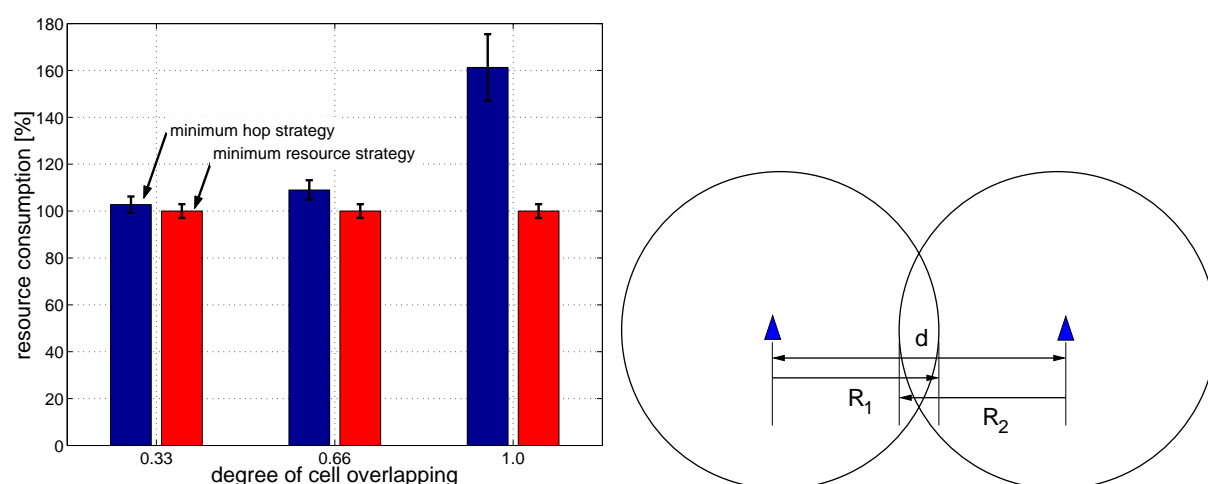 180
160
140
120
100
80
60
40
20
0
resource consumption [%]
minimum hop strategy
minimum resource strategy
0.33
0.66
1.0
degree of cell overlapping
d
R1
R2